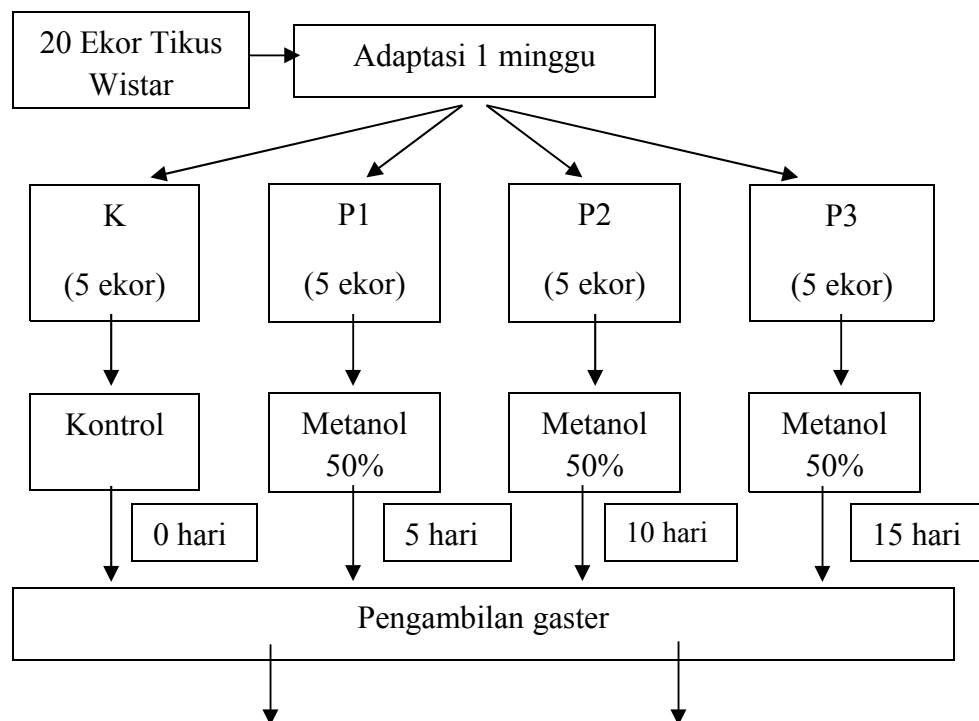 20 Ekor Tikus
Wistar
Adaptasi 1 minggu
K
(5 ekor)
P1
(5 ekor)
P2
(5 ekor)
P3
(5 ekor)
Kontrol
Metanol
50%
Metanol
50%
Metanol
50%
0 hari
5 hari
10 hari
15 hari
Pengambilan gaster